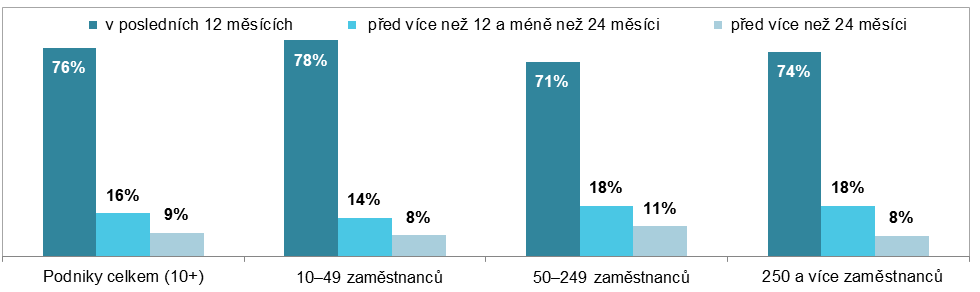 v posledních 12 měsících
před více než 12 a méně než 24 měsíci
před více než 24 měsíci
76%
16%
9%
78%
14%
8%
71%
18%
11%
74%
18%
8%
Podniky celkem (10+)
10–49 zaměstnanců
50–249 zaměstnanců
250 a více zaměstnanců